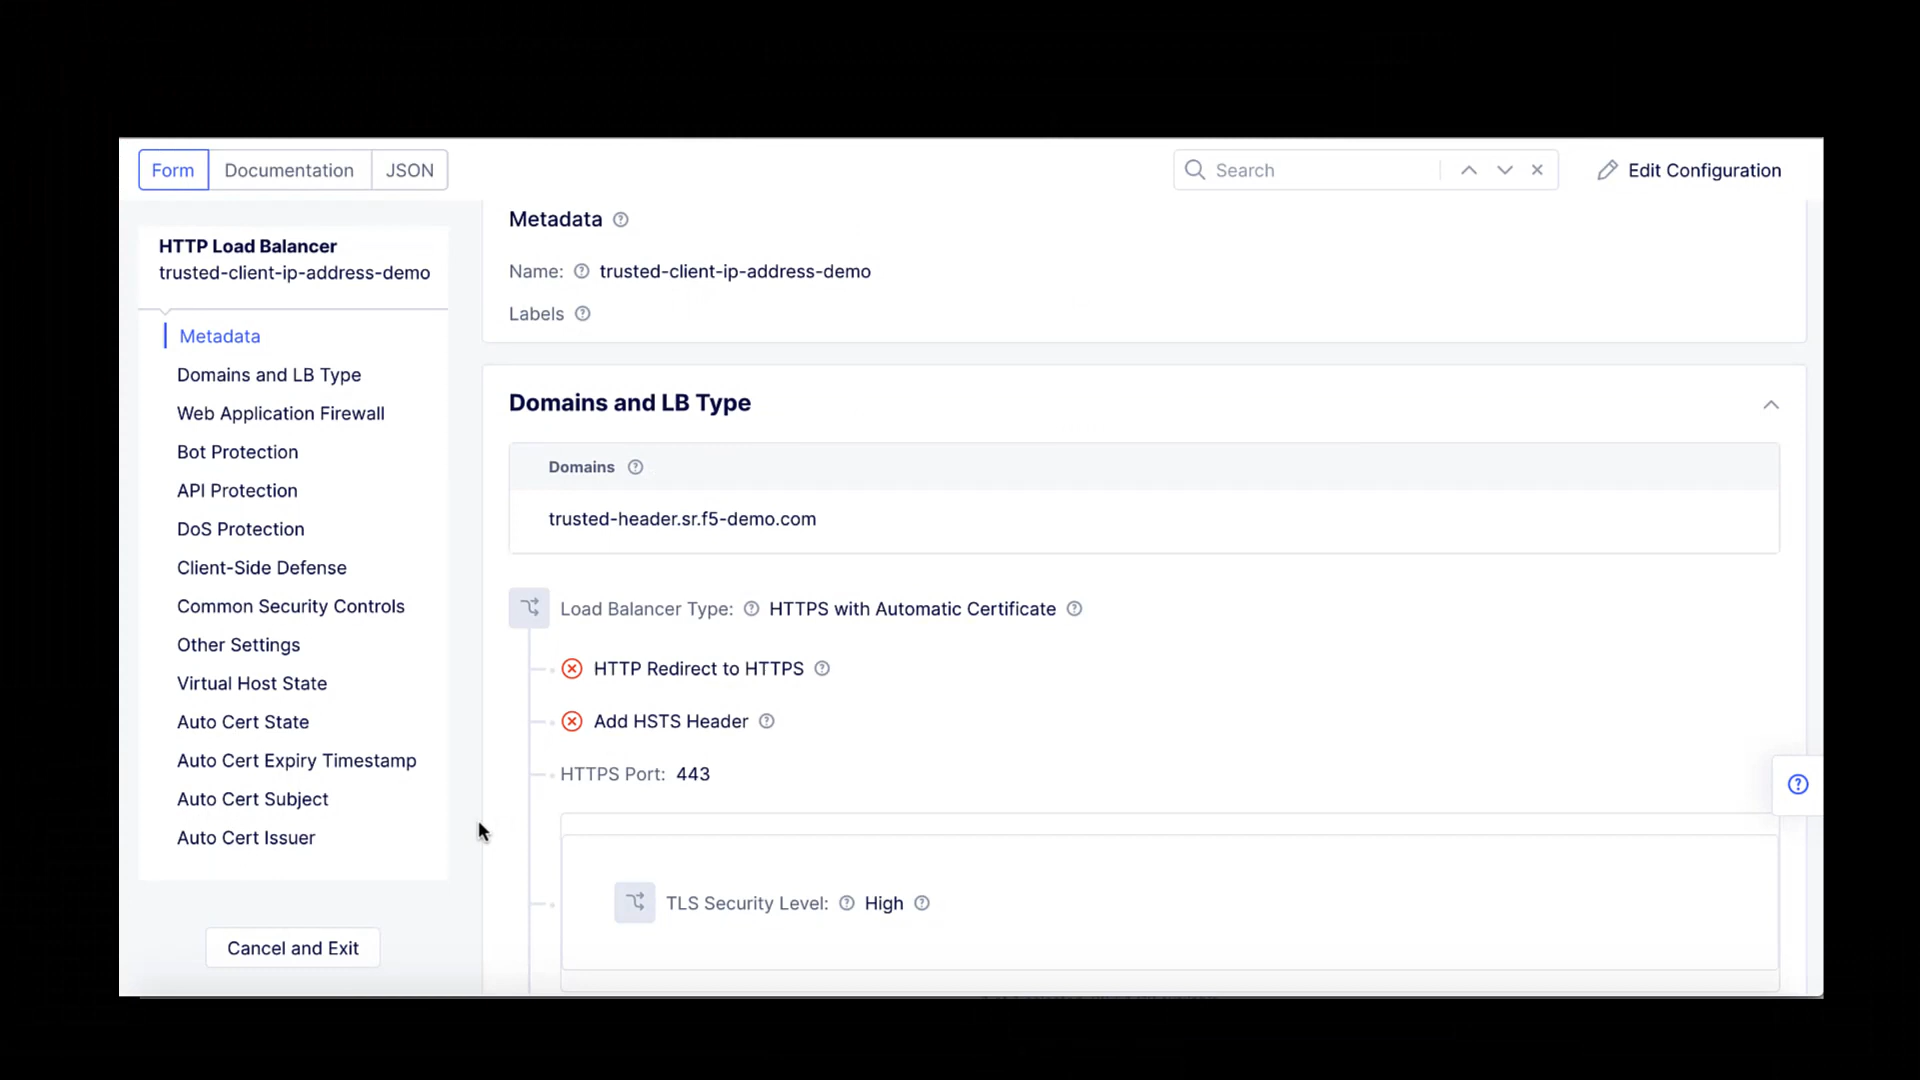 Form
Documentation
JSON
Search
Edit Configuration
HTTP Load Balancer
trusted-client-ip-address-demo
Metadata
Domains and LB Type
Web Application Firewall
Bot Protection
API Protection
DoS Protection
Client-Side Defense
Common Security Controls
Other Settings
Virtual Host State
Auto Cert State
Auto Cert Expiry Timestamp
Auto Cert Subject
Auto Cert Issuer
Cancel and Exit
Metadata
Name: trusted-client-ip-address-demo
Labels
Domains and LB Type
Domains
trusted-header.sr.f5-demo.com
Load Balancer Type: HTTPS with Automatic Certificate
HTTP Redirect to HTTPS
Add HSTS Header
HTTPS Port: 443
TLS Security Level: High